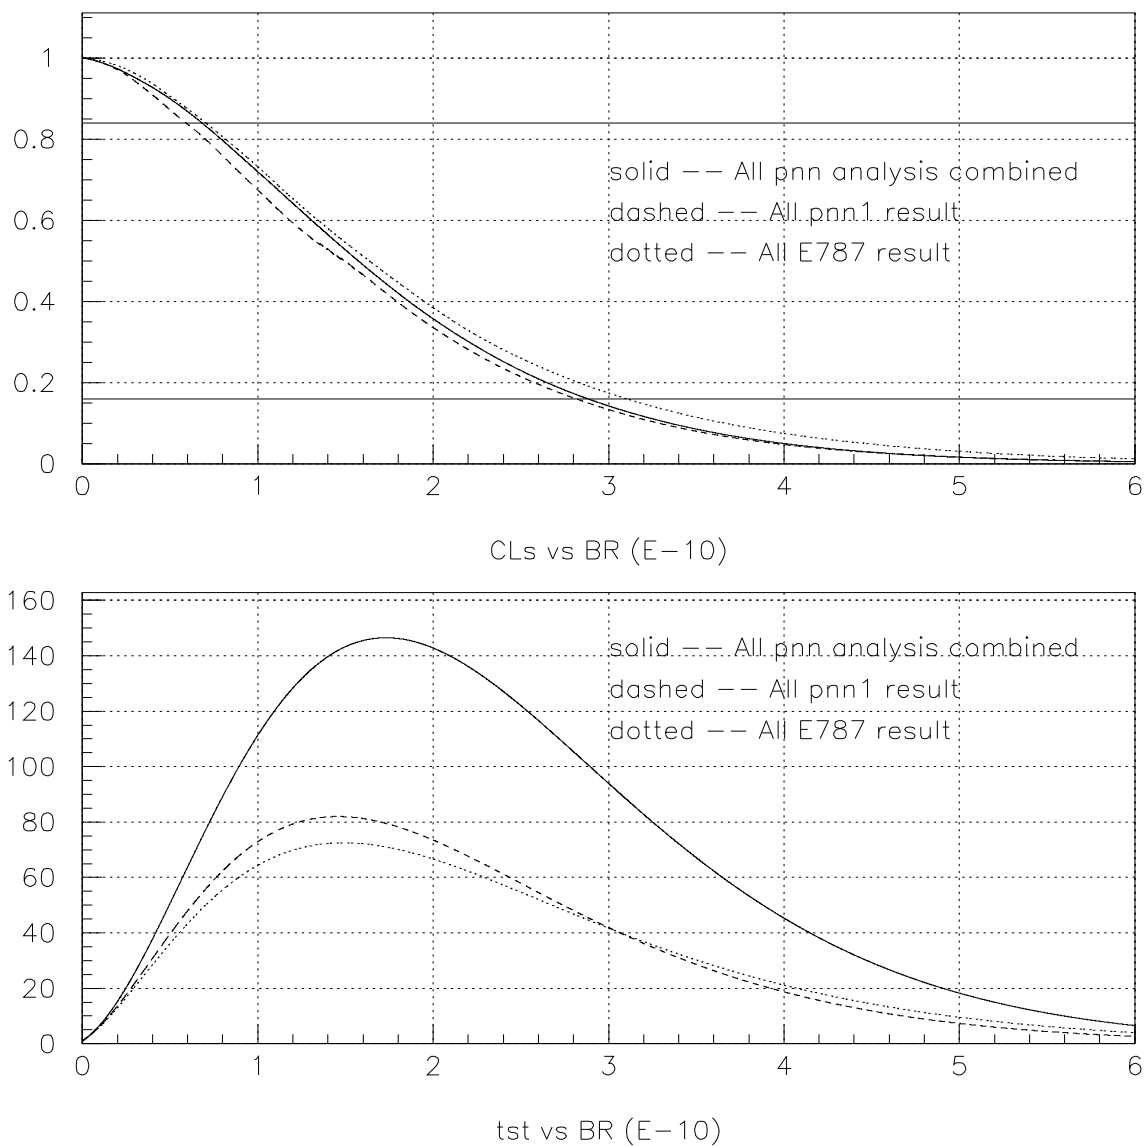 1
0.8
0.6
0.4
0.2
0
0 1 2 3 4 5 6
solid −− All pnn analysis combined
dashed −− All pnn1 result
dotted −− All E787 result
CLs vs BR (E−10)
160
140
120
100
80
60
40
20
0
0 1 2 3 4 5 6
solid −− All pnn analysis combined
dashed −− All pnn1 result
dotted −− All E787 result
tst vs BR (E−10)